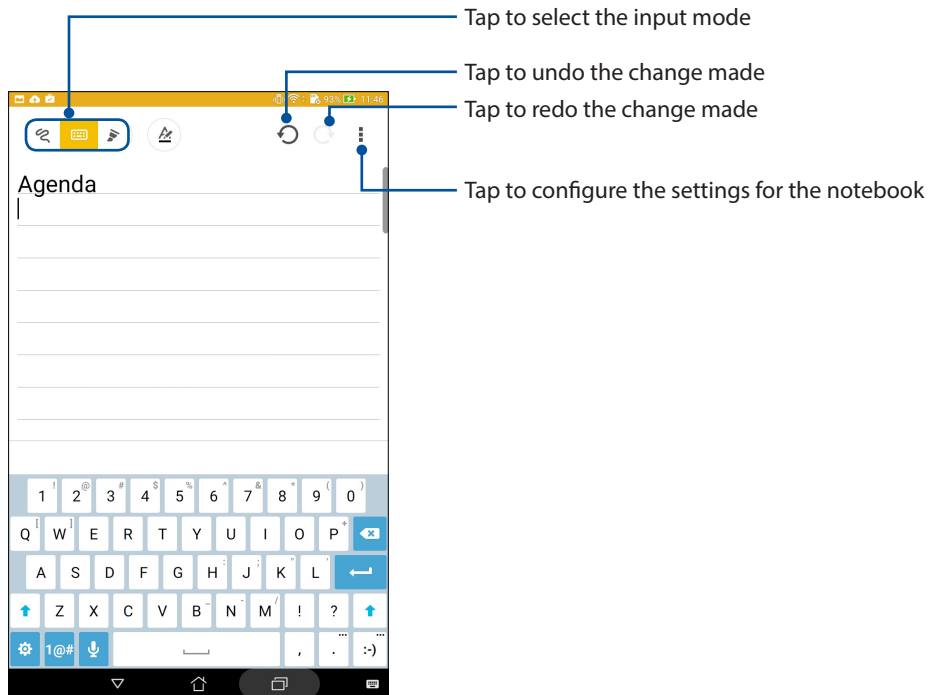 Tap to select the input mode
Tap to undo the change made
93% 11:46
Tap to redo the change made
Tap to configure the settings for the notebook
Agenda
1 ! 2 @ 3 # 4 $ 5 % 6 ^ 7 & 8 * 9 ( 0 )
Q [ W ] E R T Y U I O P +
A S D F G H : J ; K " L '
Z X C V B _ N - M / ! ?
1@# , . ... :-) ...